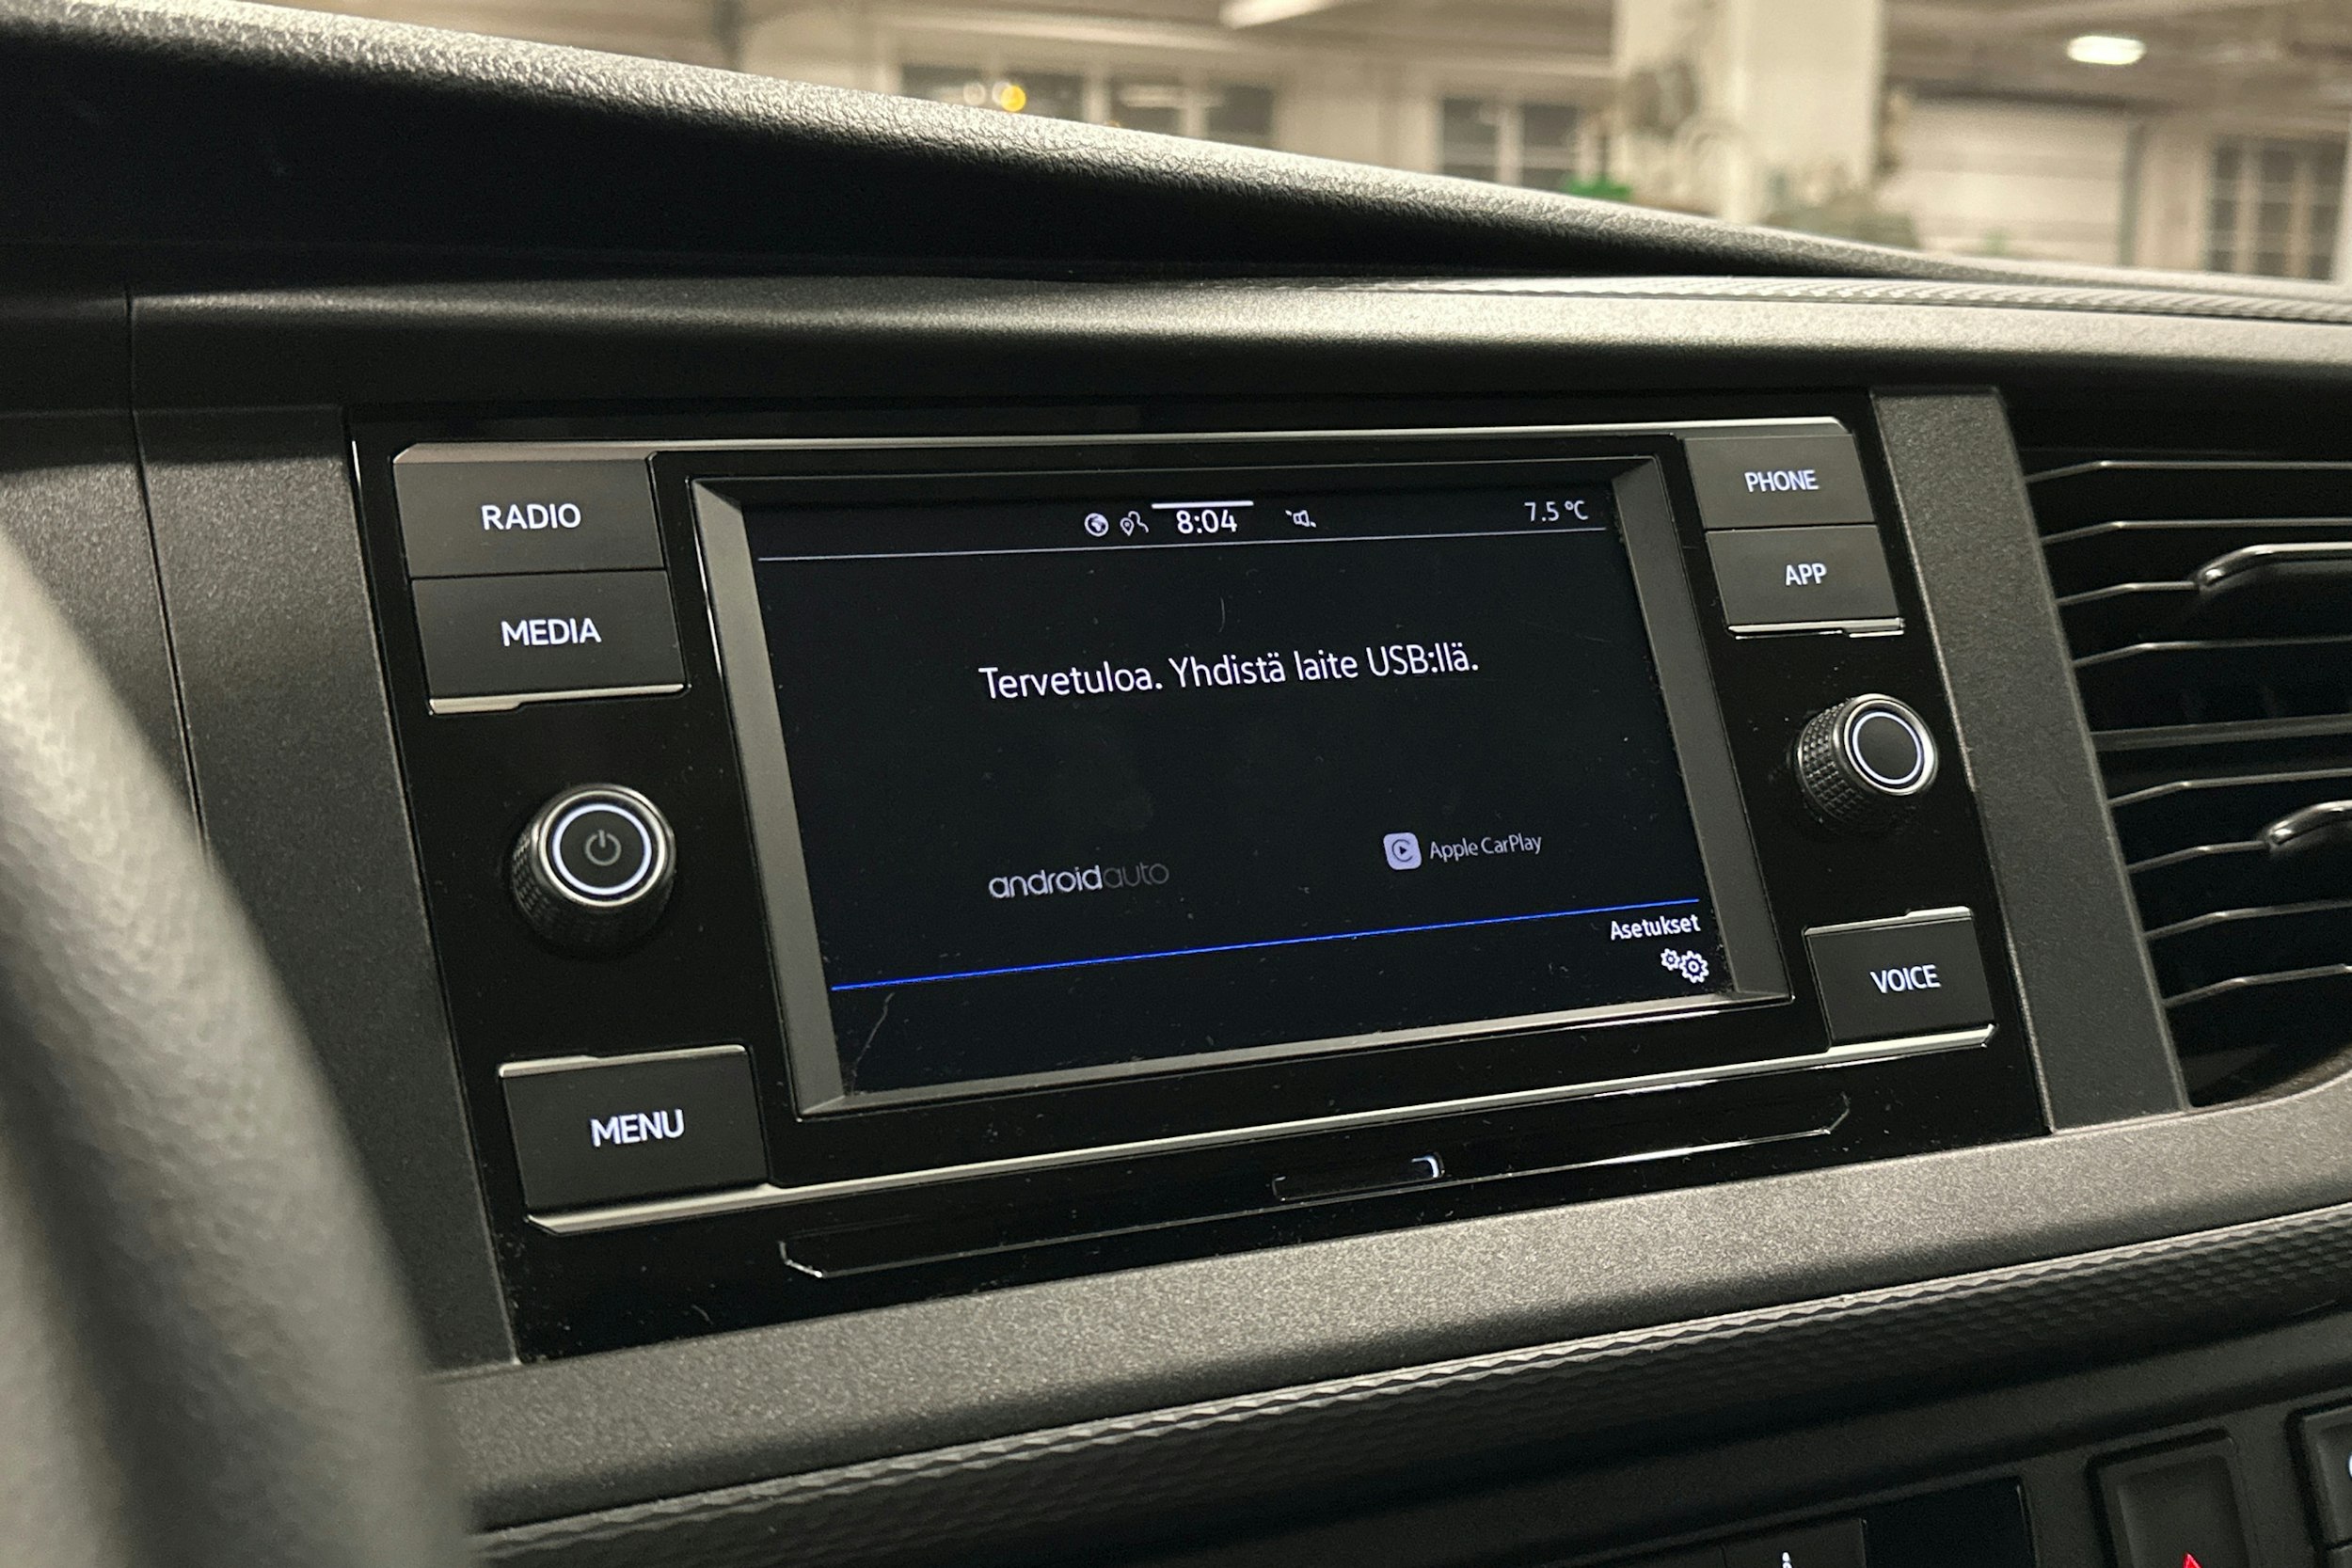 RADIO
MEDIA
MENU
8:04
7.5 °C
Tervetuloa. Yhdistä laite USB:llä.
androidauto
Apple CarPlay
Asetukset
PHONE
APP
VOICE